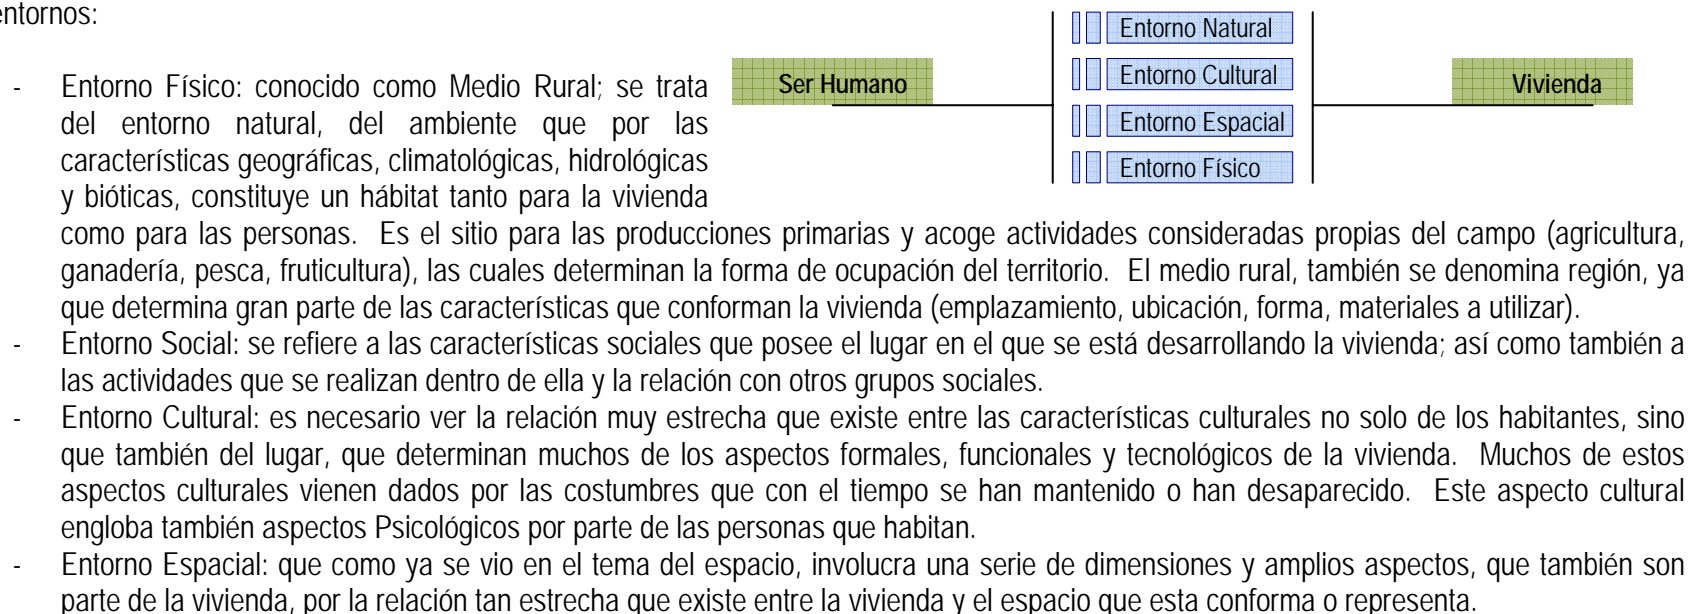 entornos:
- Entorno Físico: conocido como Medio Rural; se trata
del entorno natural, del ambiente que por las
características geográficas, climatológicas, hidrológicas
y bióticas, constituye un hábitat tanto para la vivienda
Ser Humano
Entorno Natural
Entorno Cultural
Entorno Espacial
Entorno Físico
Vivienda
como para las personas. Es el sitio para las producciones primarias y acoge actividades consideradas propias del campo (agricultura,
ganadería, pesca, fruticultura), las cuales determinan la forma de ocupación del territorio. El medio rural, también se denomina región, ya
que determina gran parte de las características que conforman la vivienda (emplazamiento, ubicación, forma, materiales a utilizar).
- Entorno Social: se refiere a las características sociales que posee el lugar en el que se está desarrollando la vivienda; así como también a
las actividades que se realizan dentro de ella y la relación con otros grupos sociales.
- Entorno Cultural: es necesario ver la relación muy estrecha que existe entre las características culturales no solo de los habitantes, sino
que también del lugar, que determinan muchos de los aspectos formales, funcionales y tecnológicos de la vivienda. Muchos de estos
aspectos culturales vienen dados por las costumbres que con el tiempo se han mantenido o han desaparecido. Este aspecto cultural
engloba también aspectos Psicológicos por parte de las personas que habitan.
- Entorno Espacial: que como ya se vio en el tema del espacio, involucra una serie de dimensiones y amplios aspectos, que también son
parte de la vivienda, por la relación tan estrecha que existe entre la vivienda y el espacio que esta conforma o representa.